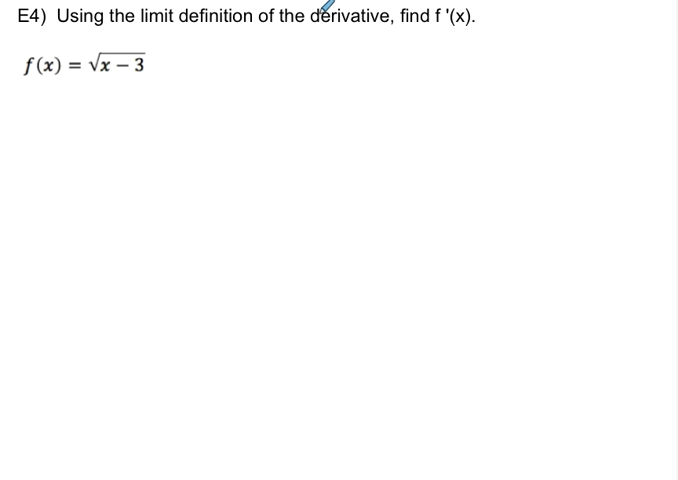 E4) Using the limit definition of the derivative, find f '(x).
f(x) = √x − 3